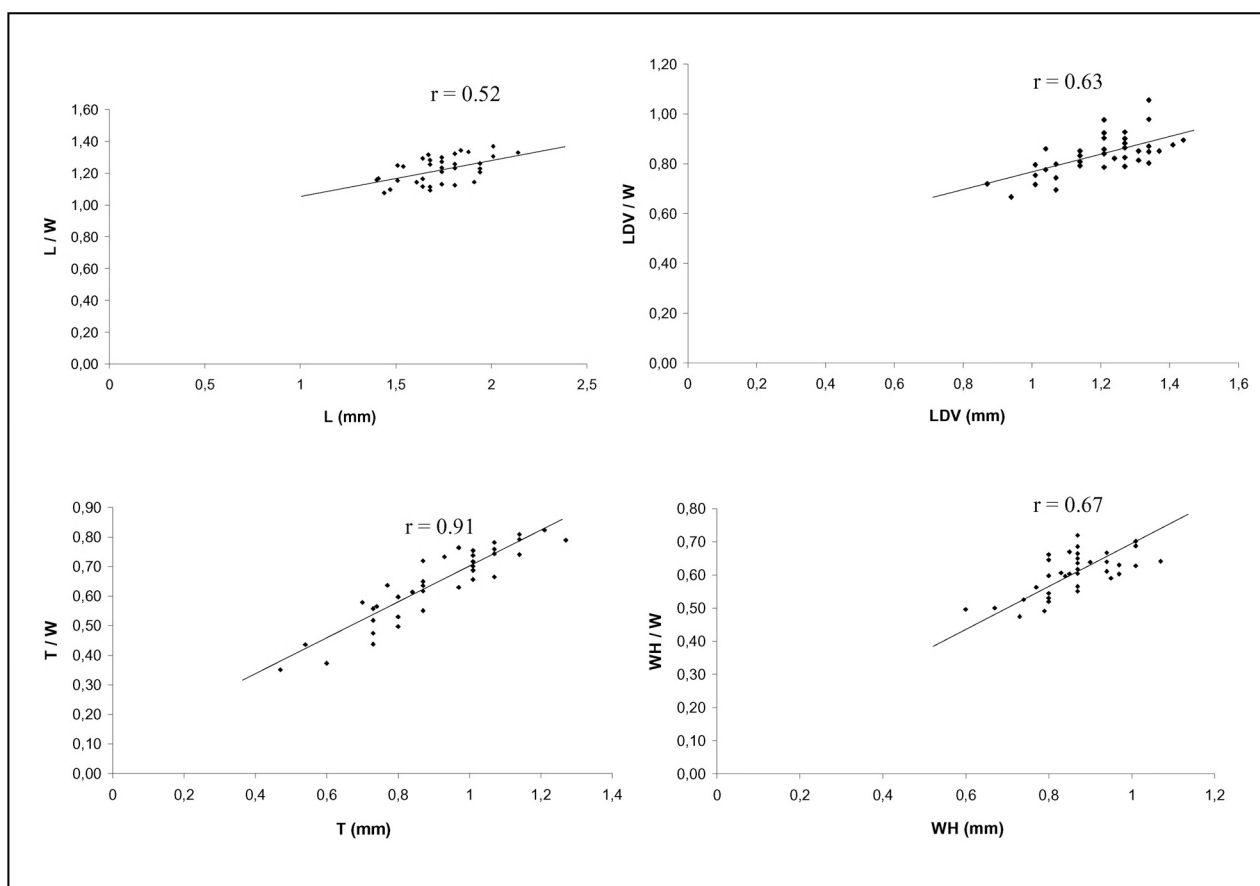 r = 0.52
1,60
1,40
1,20
1,00
0,80
0,60
0,40
0,20
0,00
L / W
0 0,5 1 1,5 2 2,5
L (mm)
r = 0.63
1,20
1,00
0,80
0,60
0,40
0,20
0,00
LDV / W
0 0,2 0,4 0,6 0,8 1 1,2 1,4 1,6
LDV (mm)
r = 0.91
0,90
0,80
0,70
0,60
0,50
0,40
0,30
0,20
0,10
0,00
T / W
0 0,2 0,4 0,6 0,8 1 1,2 1,4
T (mm)
r = 0.67
0,80
0,70
0,60
0,50
0,40
0,30
0,20
0,10
0,00
WH / W
0 0,2 0,4 0,6 0,8 1 1,2
WH (mm)